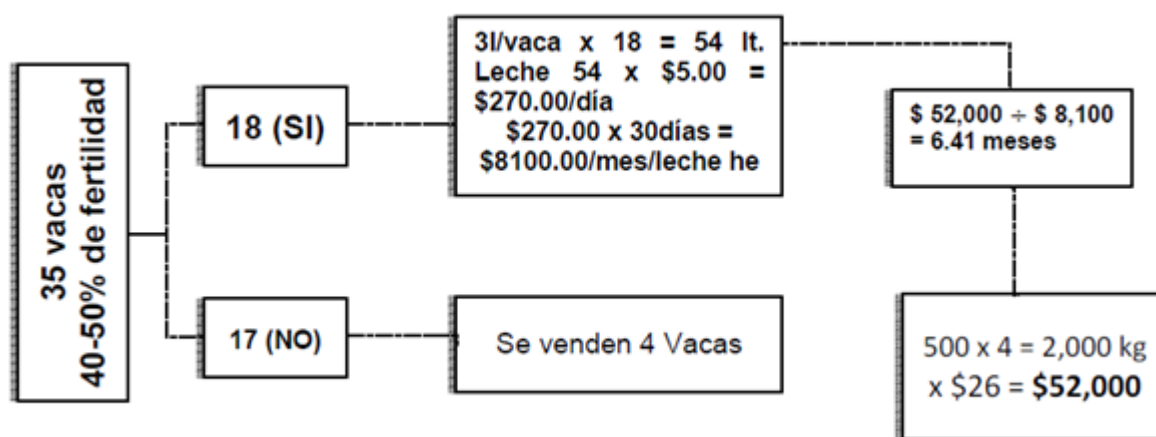 35 vacas
40-50% de fertilidad
18 (SI)
3l/vaca x 18 = 54 lt.
Leche 54 x $5.00 =
$270.00/día
$270.00 x 30días =
$8100.00/mes/leche he
$ 52,000 ÷ $ 8,100
= 6.41 meses
17 (NO)
Se venden 4 Vacas
500 x 4 = 2,000 kg
x $26 = $52,000